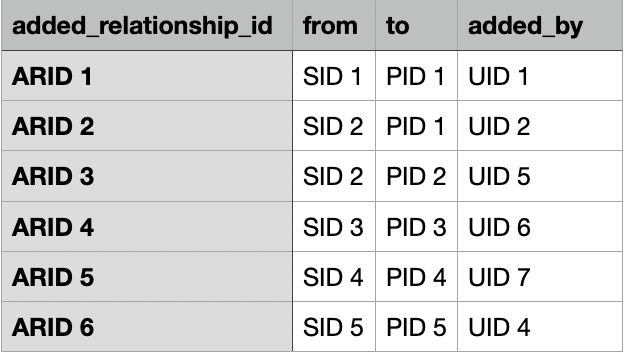 added_relationship_id from to added_by
ARID 1 SID 1 PID 1 UID 1
ARID 2 SID 2 PID 1 UID 2
ARID 3 SID 2 PID 2 UID 5
ARID 4 SID 3 PID 3 UID 6
ARID 5 SID 4 PID 4 UID 7
ARID 6 SID 5 PID 5 UID 4